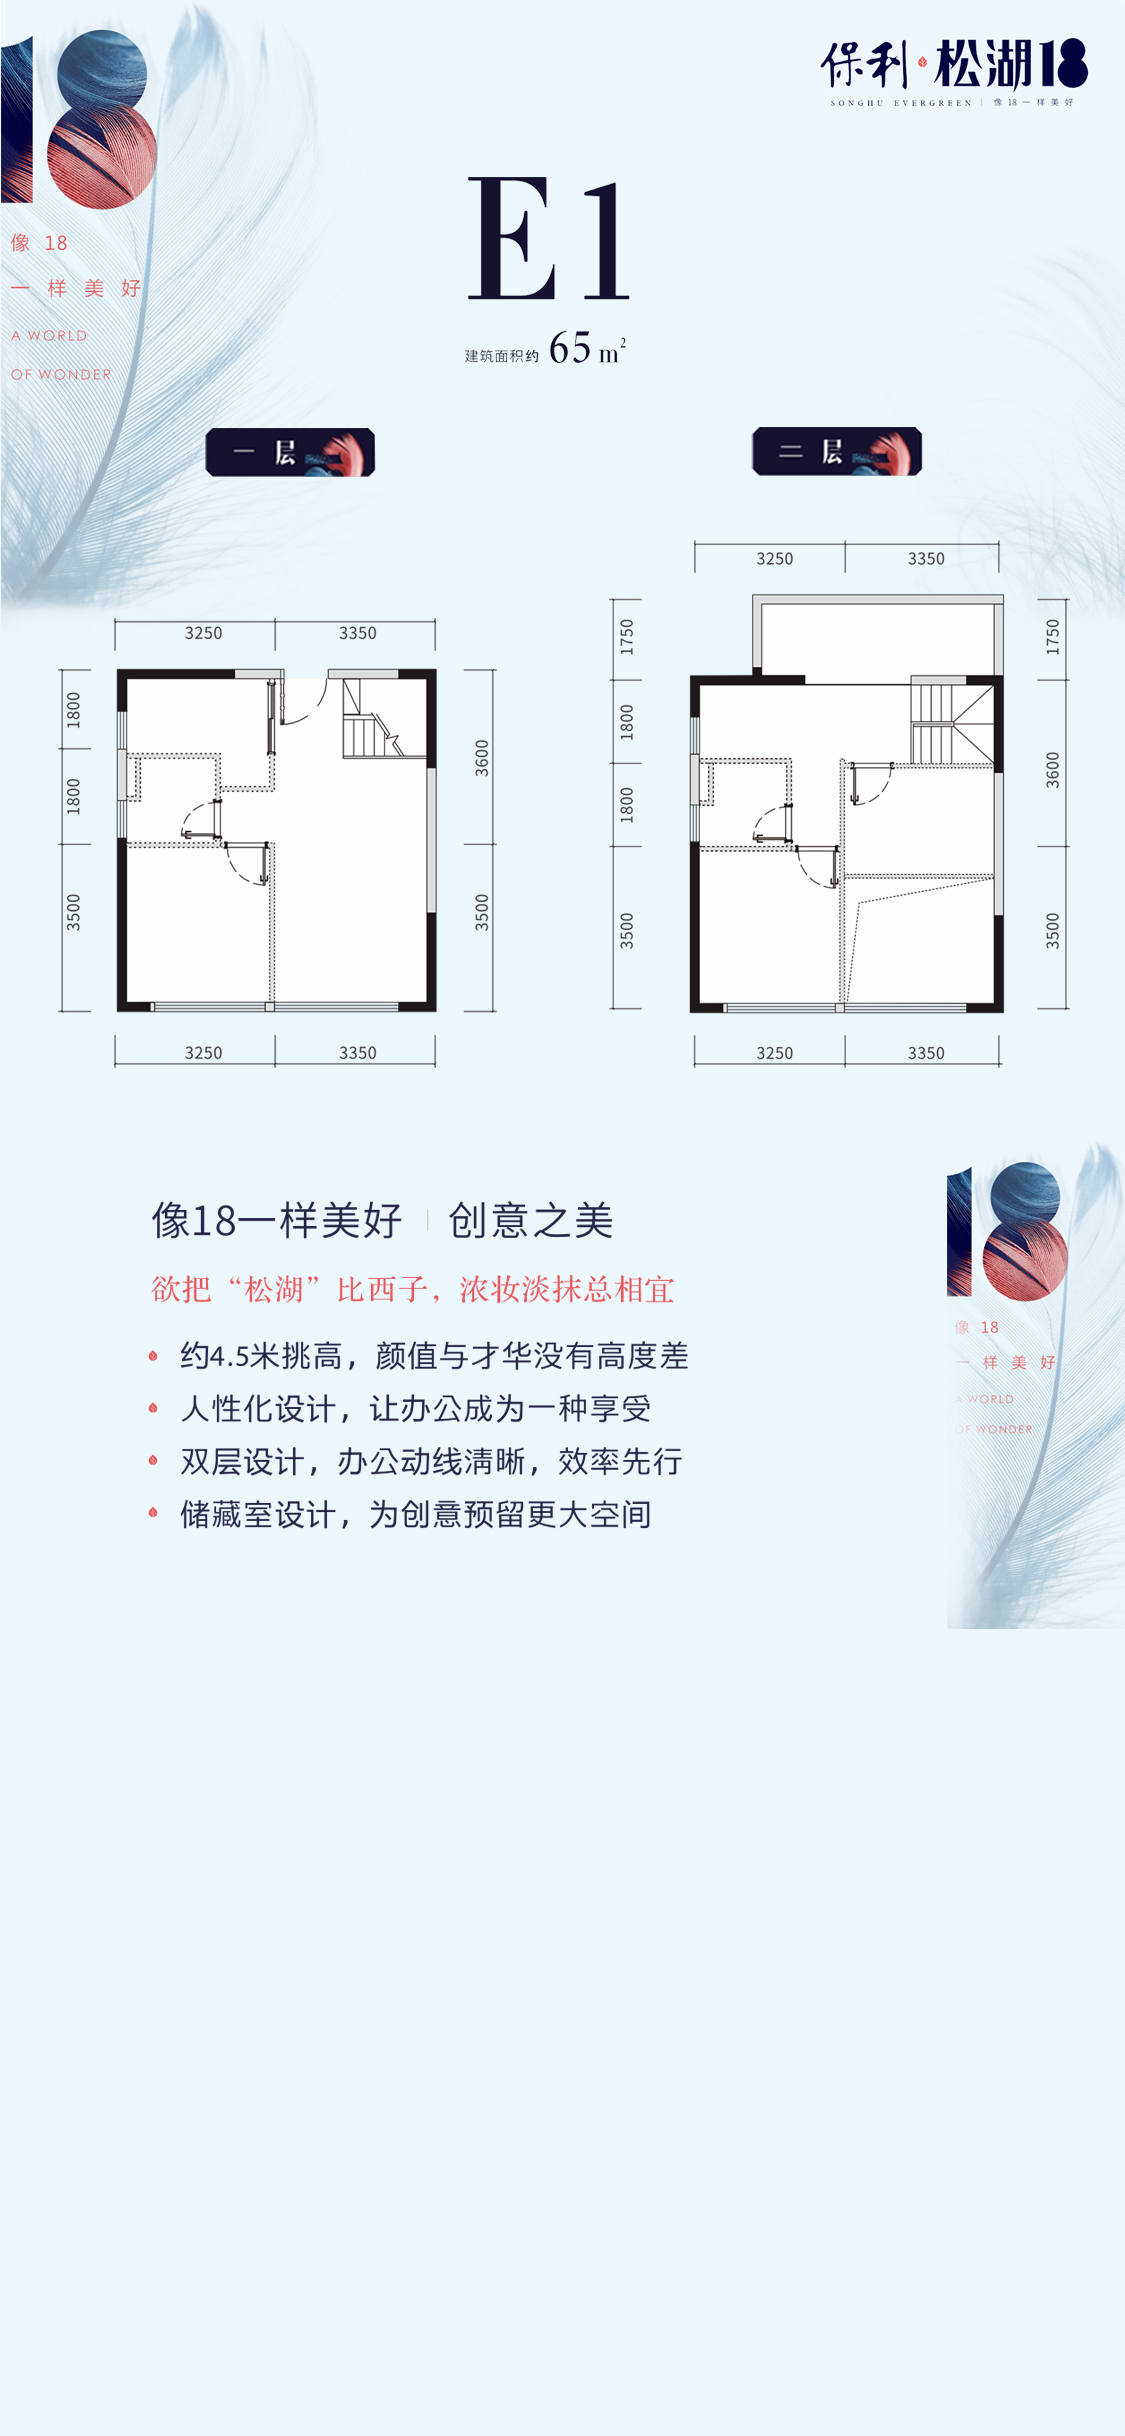 18
像 18
一样美好
A WORLD
OF WONDER
保利·松湖18
SONGHU EVERGREEN | 像18一样美好
E1
建筑面积约 65 m²
一层
二层
3250 3350
1800
1800
3500
3600
3500
3250 3350
3250 3350
1750
1800
1800
3500
1750
3600
3500
3250 3350
像18一样美好 | 创意之美
欲把“松湖”比西子，浓妆淡抹总相宜
约4.5米挑高，颜值与才华没有高度差
人性化设计，让办公成为一种享受
双层设计，办公动线清晰，效率先行
储藏室设计，为创意预留更大空间
18
像 18
一样美好
A WORLD
OF WONDER